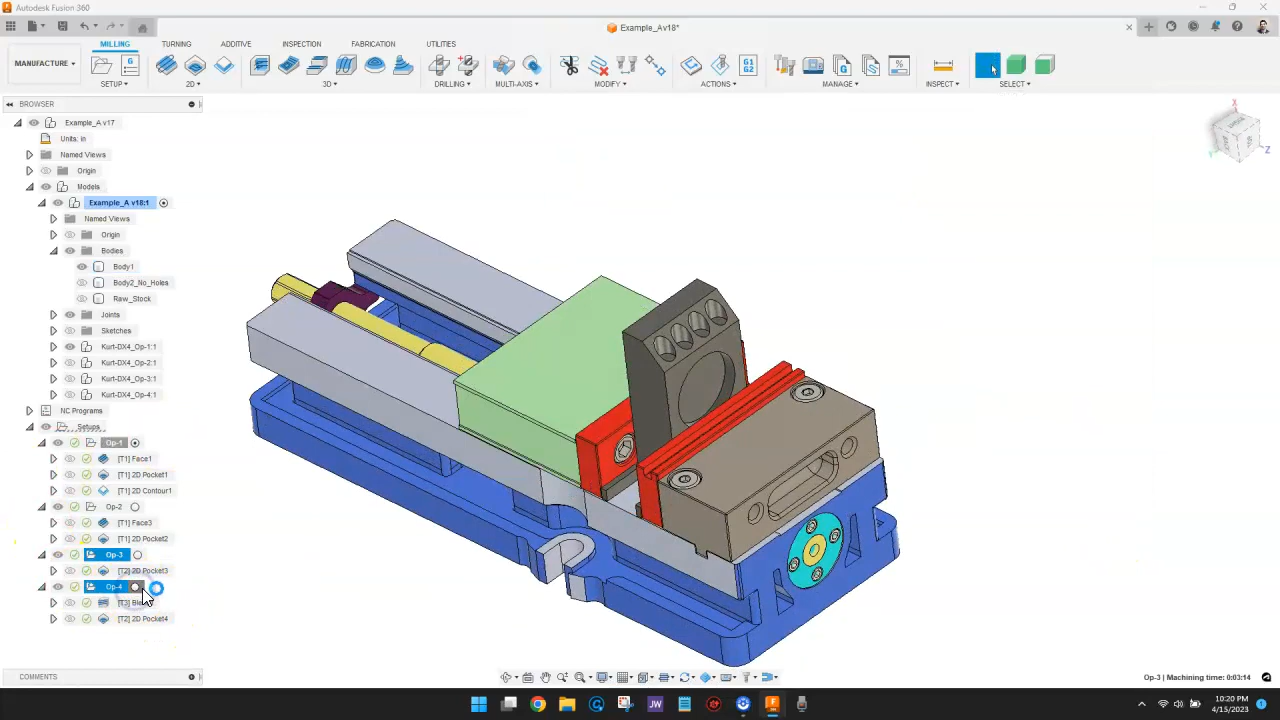 Autodesk Fusion 360
Example_Av18*
MILLING TURNING ADDITIVE INSPECTION FABRICATION UTILITIES
MANUFACTURE
G
G1
G2
G
%
SETUP 2D 3D DRILLING MULTI-AXIS MODIFY ACTIONS MANAGE INSPECT SELECT
BROWSER
Example_A v17
Units: in
Named Views
Origin
Models
Example_A v18:1
Named Views
Origin
Bodies
Body1
Body2_No_Holes
Raw_Stock
Joints
Sketches
Kurt-DX4_Op-1:1
Kurt-DX4_Op-2:1
Kurt-DX4_Op-3:1
Kurt-DX4_Op-4:1
NC Programs
Setups
Op-1
[T1] Face1
[T1] 2D Pocket1
[T1] 2D Contour1
Op-2
[T1] Face3
[T1] 2D Pocket2
Op-3
[T2] 2D Pocket3
Op-4
[T3]
[T2] 2D Pocket4
X
Y
Z
COMMENTS
Op-3 | Machining time: 0:03:14
JW
F
10:20 PM
4/15/2023